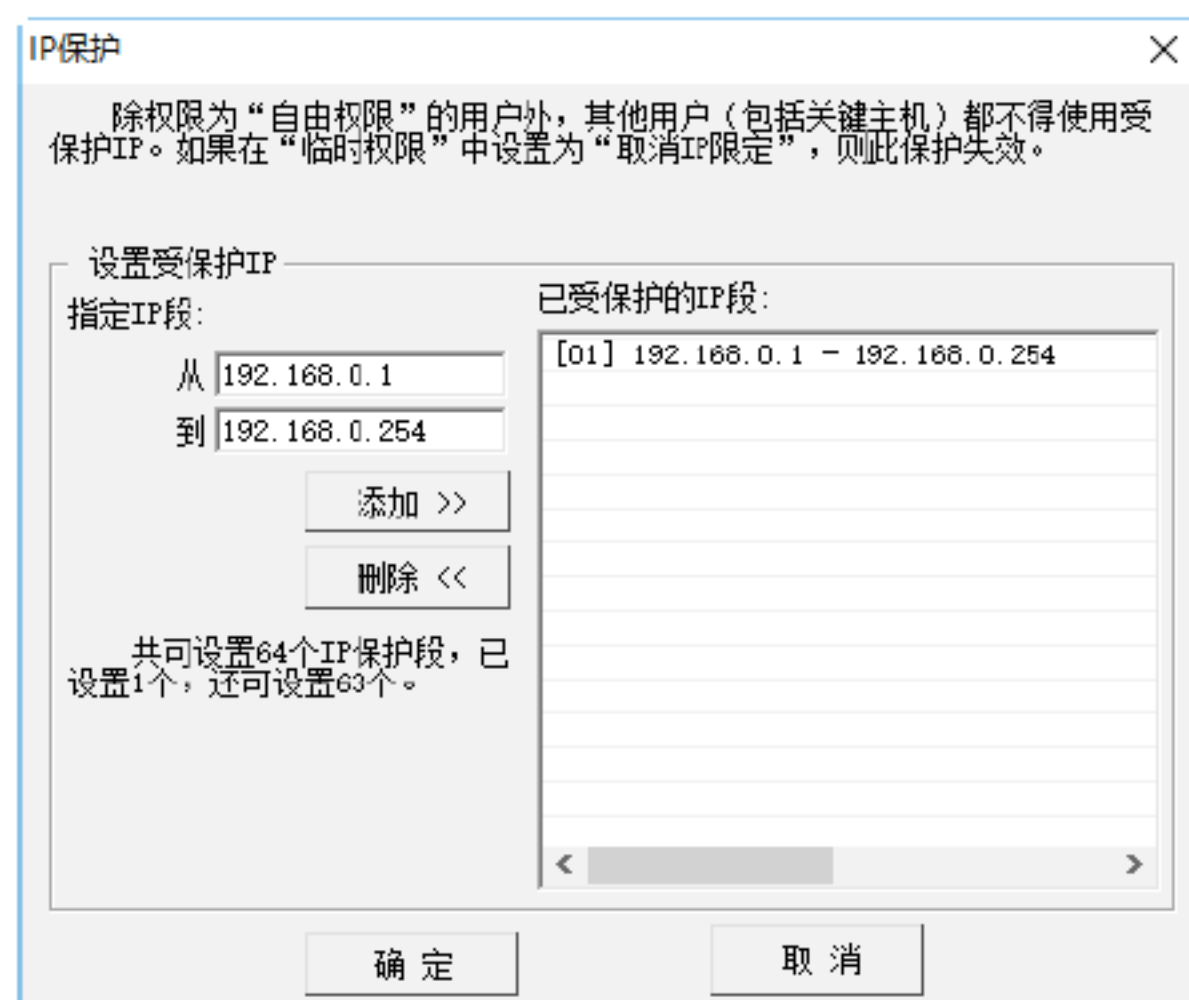 IP保护
除权限为“自由权限”的用户外，其他用户（包括关键主机）都不得使用受
保护IP。如果在“临时权限”中设置为“取消IP限定”，则此保护失效。
设置受保护IP
指定IP段:
已受保护的IP段:
从 192.168.0.1
[01] 192.168.0.1 - 192.168.0.254
到 192.168.0.254
添加 >>
删除 <<
共可设置64个IP保护段，已
设置1个，还可设置63个。
确 定
取 消